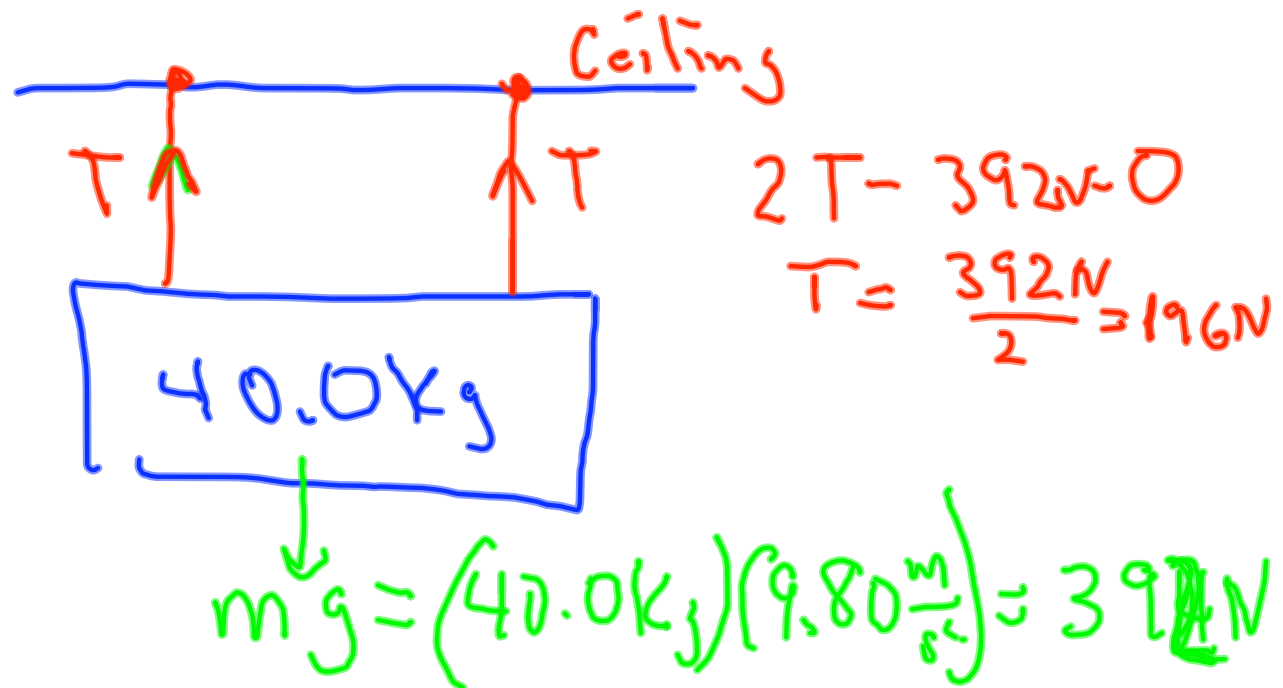 Ceiling
T T
2T - 392N = 0
T = 392N / 2 = 196N
40.0kg
mg = (40.0kg)(9.80 m/s²) = 392N